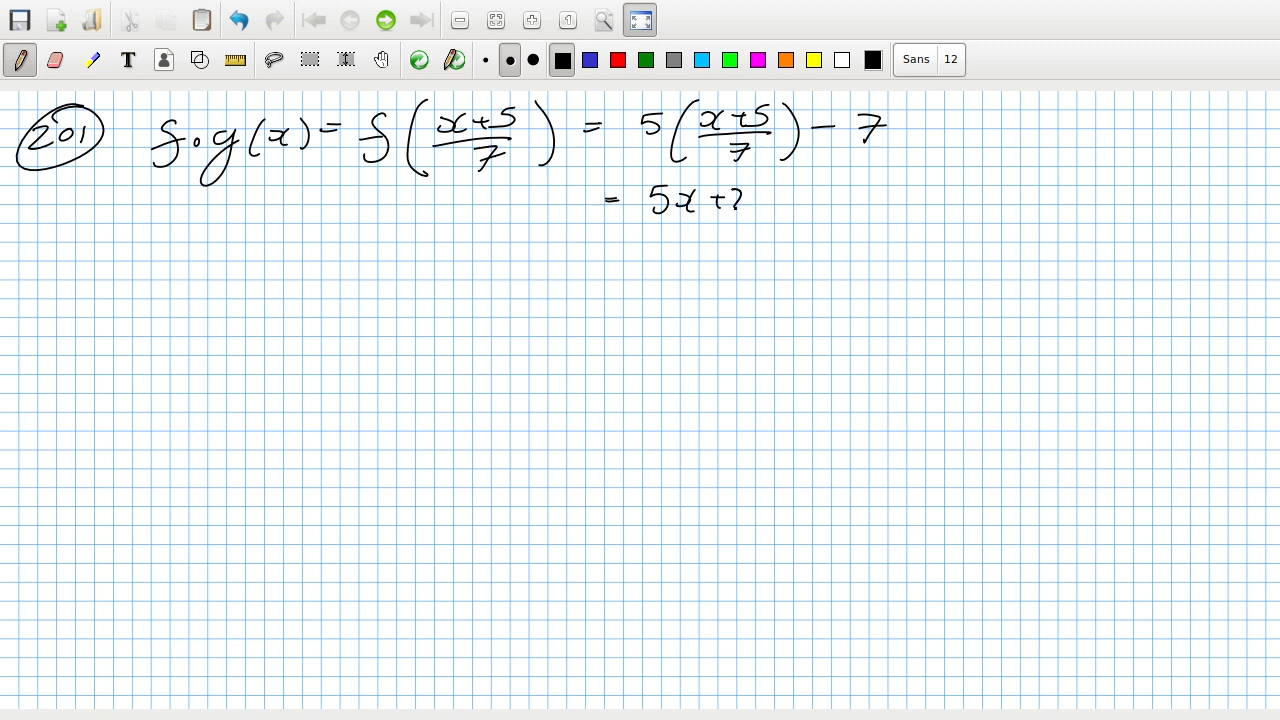 Sans 12
201 f∘g(x) = f((x+5)/7) = 5((x+5)/7) − 7
= 5x +?